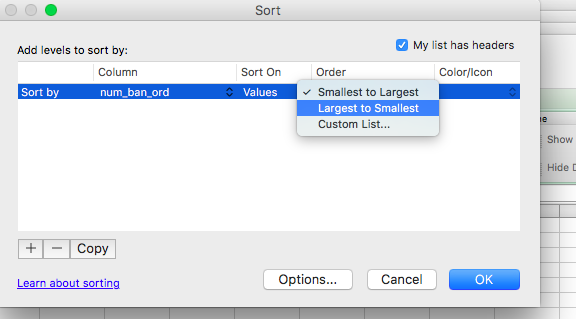 Sort
Add levels to sort by:
My list has headers
Column Sort On Order Color/Icon
Sort by num_ban_ord Values
Smallest to Largest
Largest to Smallest
Custom List...
Copy
Learn about sorting
Options... Cancel OK
Show
Hide D